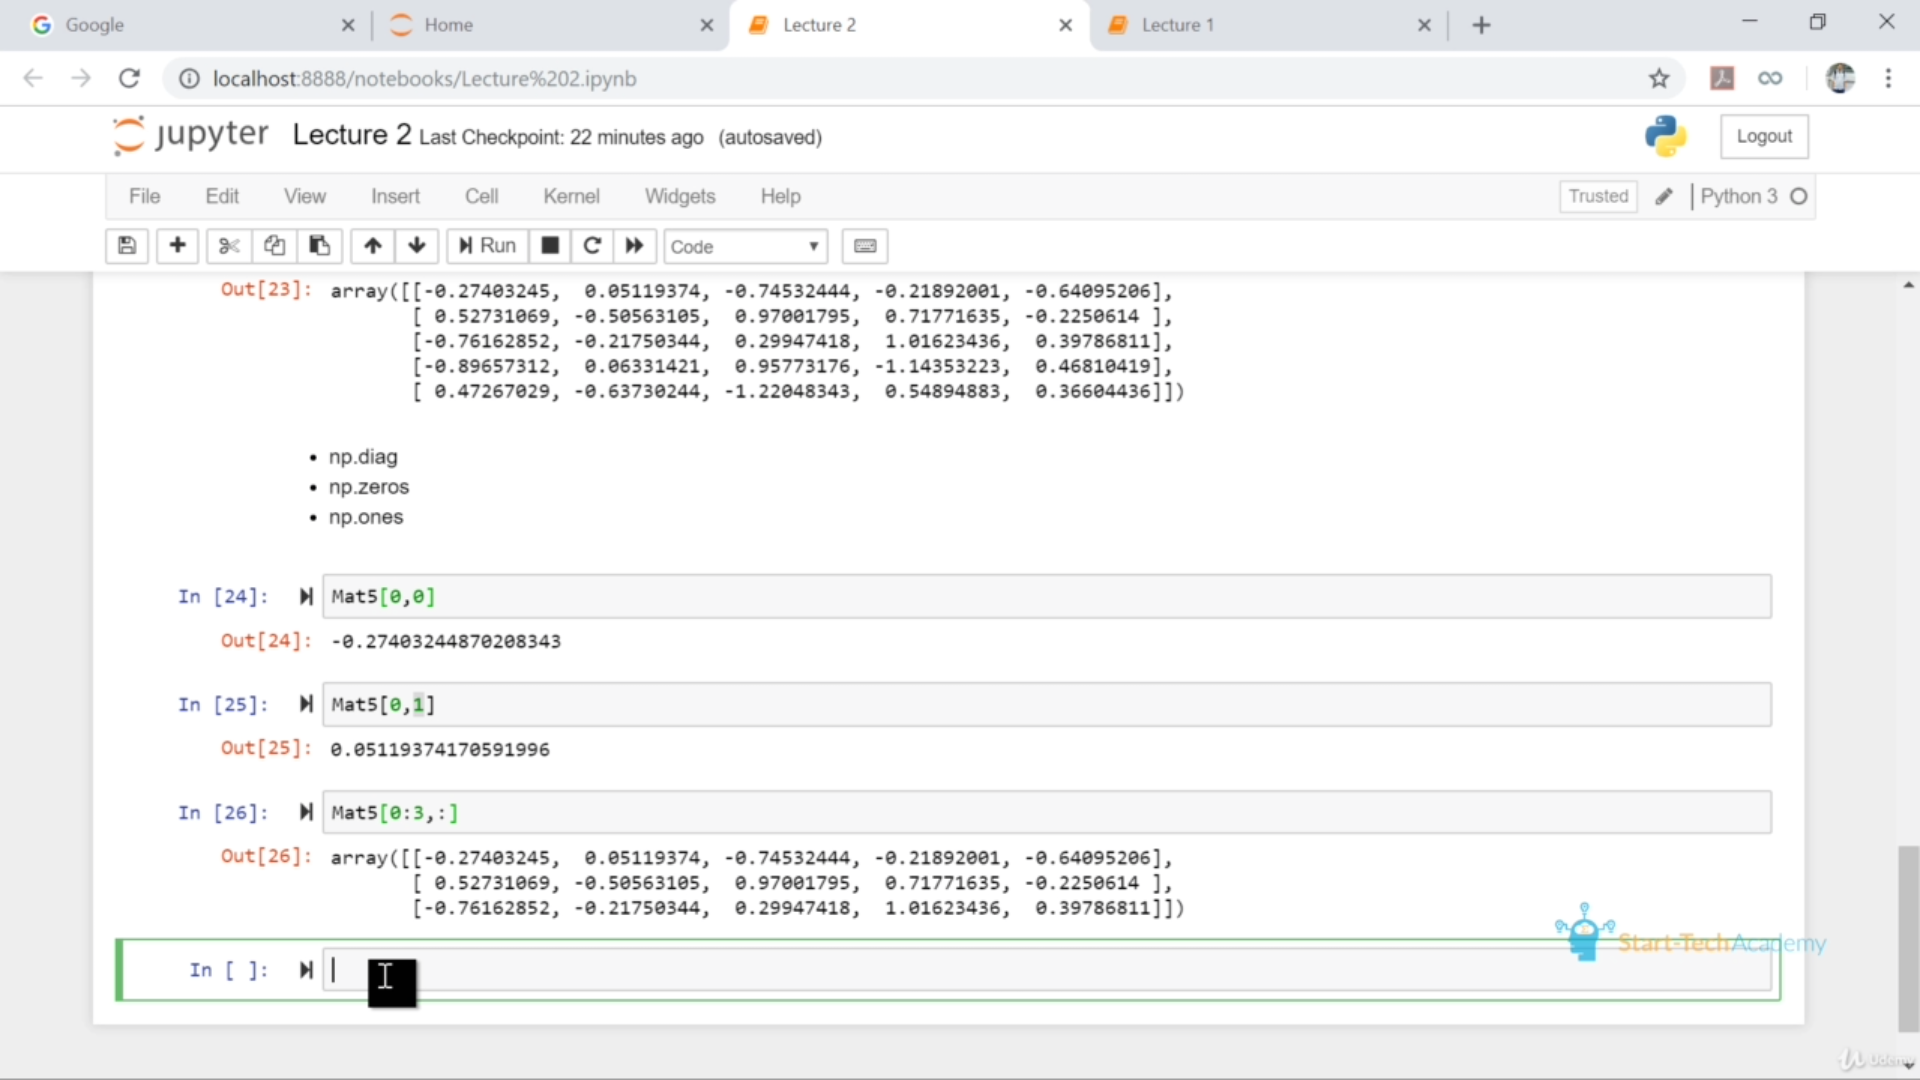 Google
Home
Lecture 2
Lecture 1
localhost:8888/notebooks/Lecture%202.ipynb
jupyter Lecture 2 Last Checkpoint: 22 minutes ago (autosaved)
Logout
File Edit View Insert Cell Kernel Widgets Help
Trusted
Python 3
Run
Code
Out[23]: array([[-0.27403245, 0.05119374, -0.74532444, -0.21892001, -0.64095206],
[ 0.52731069, -0.50563105, 0.97001795, 0.71771635, -0.2250614 ],
[-0.76162852, -0.21750344, 0.29947418, 1.01623436, 0.39786811],
[-0.89657312, 0.06331421, 0.95773176, -1.14353223, 0.46810419],
[ 0.47267029, -0.63730244, -1.22048343, 0.54894883, 0.36604436]])
• np.diag
• np.zeros
• np.ones
In [24]: Mat5[0,0]
Out[24]: -0.27403244870208343
In [25]: Mat5[0,1]
Out[25]: 0.05119374170591996
In [26]: Mat5[0:3,:]
Out[26]: array([[-0.27403245, 0.05119374, -0.74532444, -0.21892001, -0.64095206],
[ 0.52731069, -0.50563105, 0.97001795, 0.71771635, -0.2250614 ],
[-0.76162852, -0.21750344, 0.29947418, 1.01623436, 0.39786811]])
Start-TechAcademy
In [ ]:
Udemy